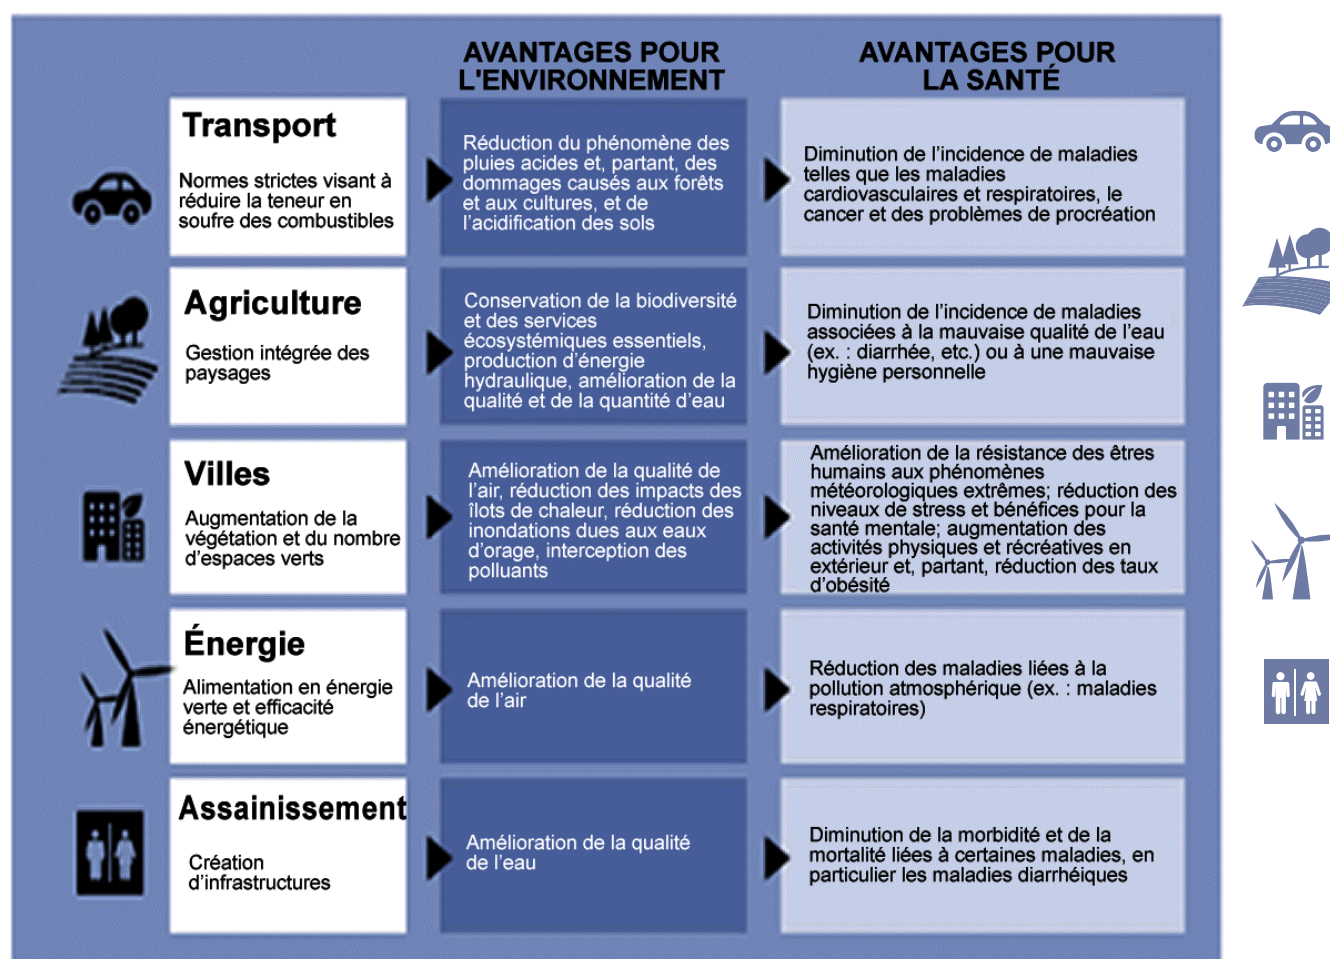 AVANTAGES POUR
L'ENVIRONNEMENT
AVANTAGES POUR
LA SANTÉ
Transport
Normes strictes visant à
réduire la teneur en
soufre des combustibles
Réduction du phénomène des
pluies acides et, partant, des
dommages causés aux forêts
et aux cultures, et de
l’acidification des sols
Diminution de l’incidence de maladies
telles que les maladies
cardiovasculaires et respiratoires, le
cancer et des problèmes de procréation
Agriculture
Gestion intégrée des
paysages
Conservation de la biodiversité
et des services
écosystémiques essentiels,
production d’énergie
hydraulique, amélioration de la
qualité et de la quantité d’eau
Diminution de l’incidence de maladies
associées à la mauvaise qualité de l’eau
(ex. : diarrhée, etc.) ou à une mauvaise
hygiène personnelle
Villes
Augmentation de la
végétation et du nombre
d’espaces verts
Amélioration de la qualité de
l’air, réduction des impacts des
îlots de chaleur, réduction des
inondations dues aux eaux
d’orage, interception des
polluants
Amélioration de la résistance des êtres
humains aux phénomènes
météorologiques extrêmes; réduction des
niveaux de stress et bénéfices pour la
santé mentale; augmentation des
activités physiques et récréatives en
extérieur et, partant, réduction des taux
d’obésité
Énergie
Alimentation en énergie
verte et efficacité
énergétique
Amélioration de la qualité
de l’air
Réduction des maladies liées à la
pollution atmosphérique (ex. : maladies
respiratoires)
Assainissement
Création
d’infrastructures
Amélioration de la qualité
de l’eau
Diminution de la morbidité et de la
mortalité liées à certaines maladies, en
particulier les maladies diarrhéiques